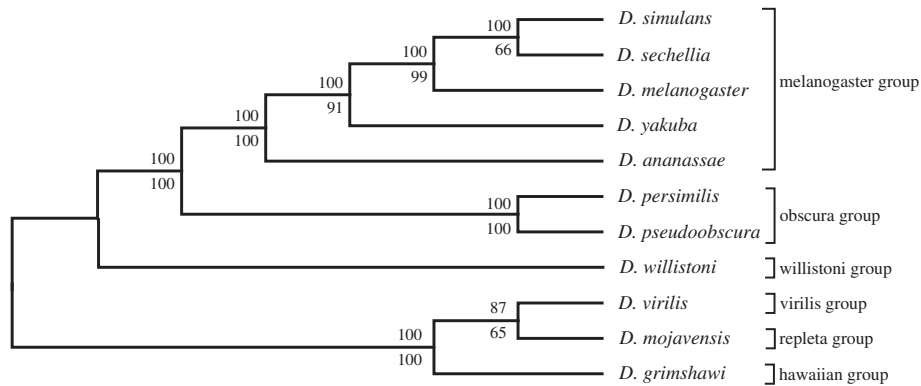 D. simulans
100
66
D. sechellia
100
99
D. melanogaster
melanogaster group
100
91
D. yakuba
100
100
D. ananassae
100
100
D. persimilis
100
100
obscura group
D. pseudoobscura
D. willistoni
willistoni group
D. virilis
virilis group
87
65
D. mojavensis
repleta group
100
100
D. grimshawi
hawaiian group